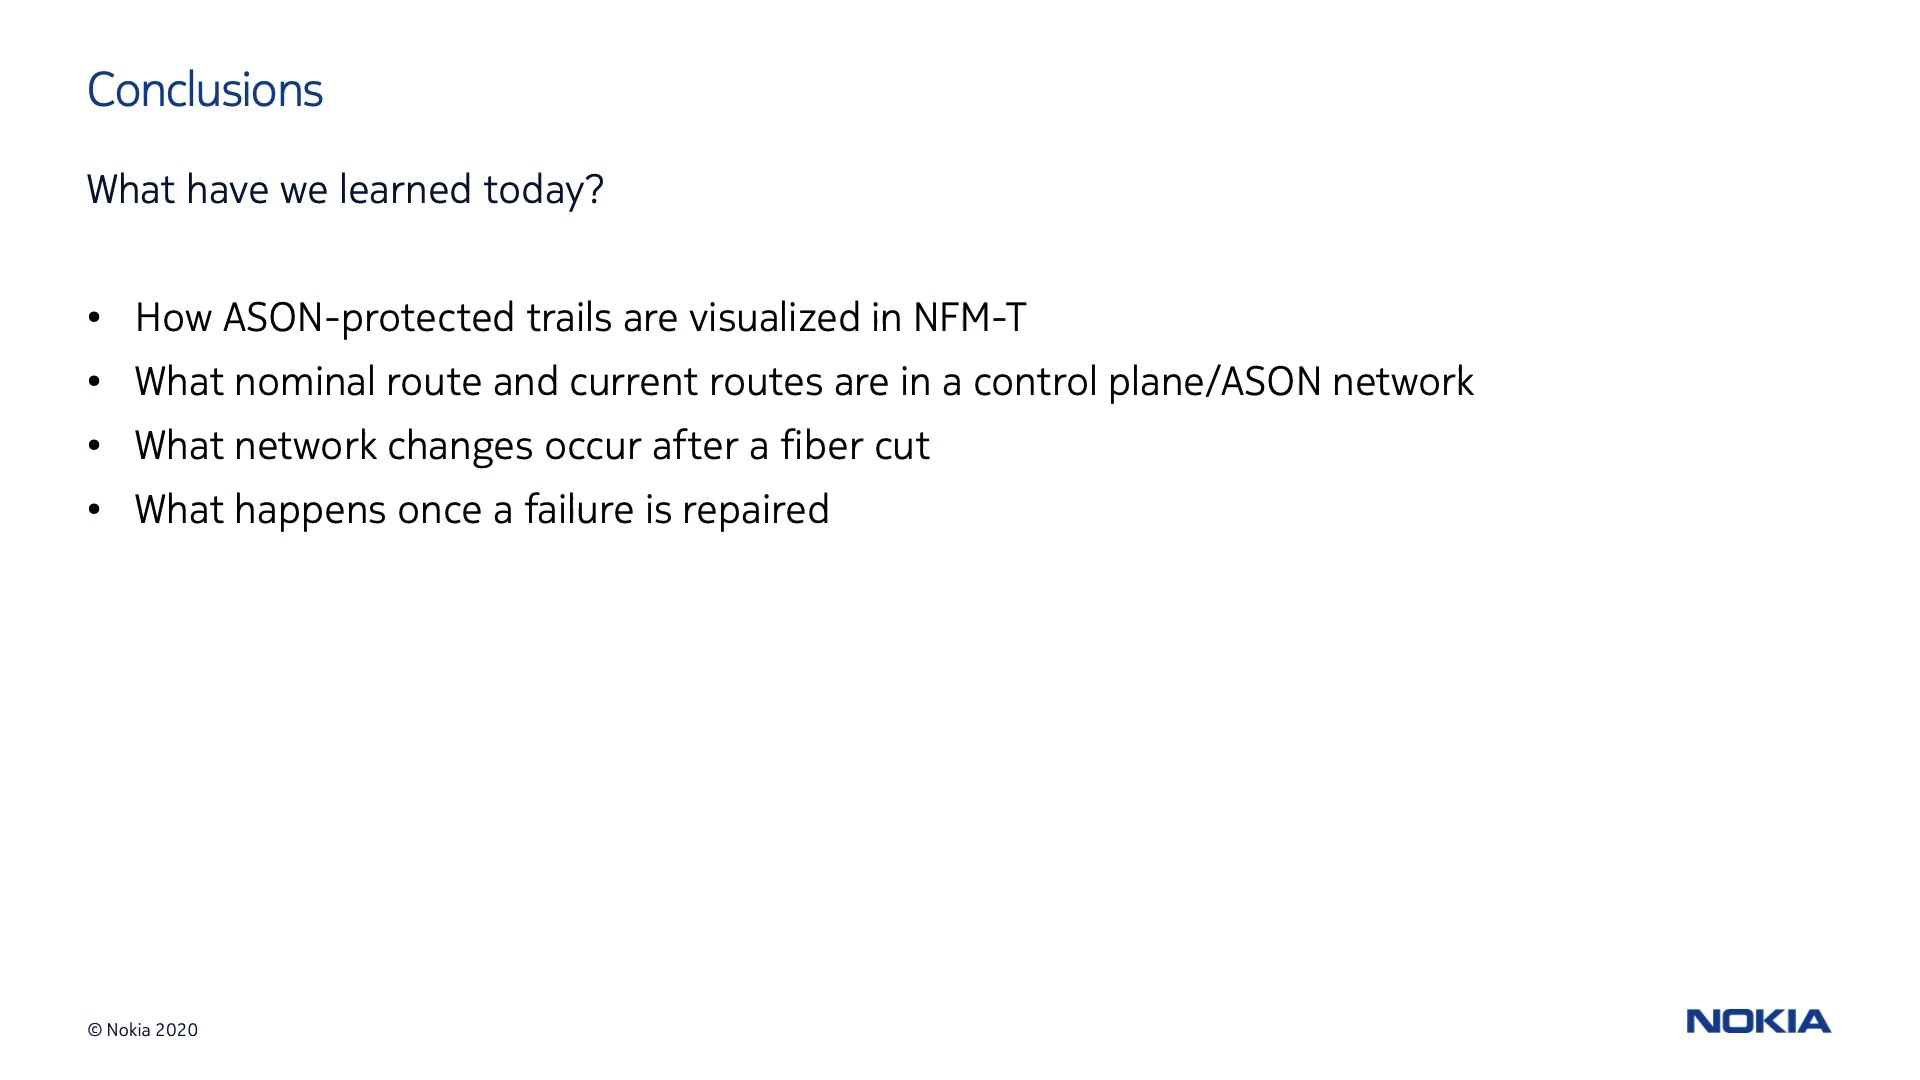 Conclusions
What have we learned today?
• How ASON-protected trails are visualized in NFM-T
• What nominal route and current routes are in a control plane/ASON network
• What network changes occur after a fiber cut
• What happens once a failure is repaired
© Nokia 2020
NOKIA